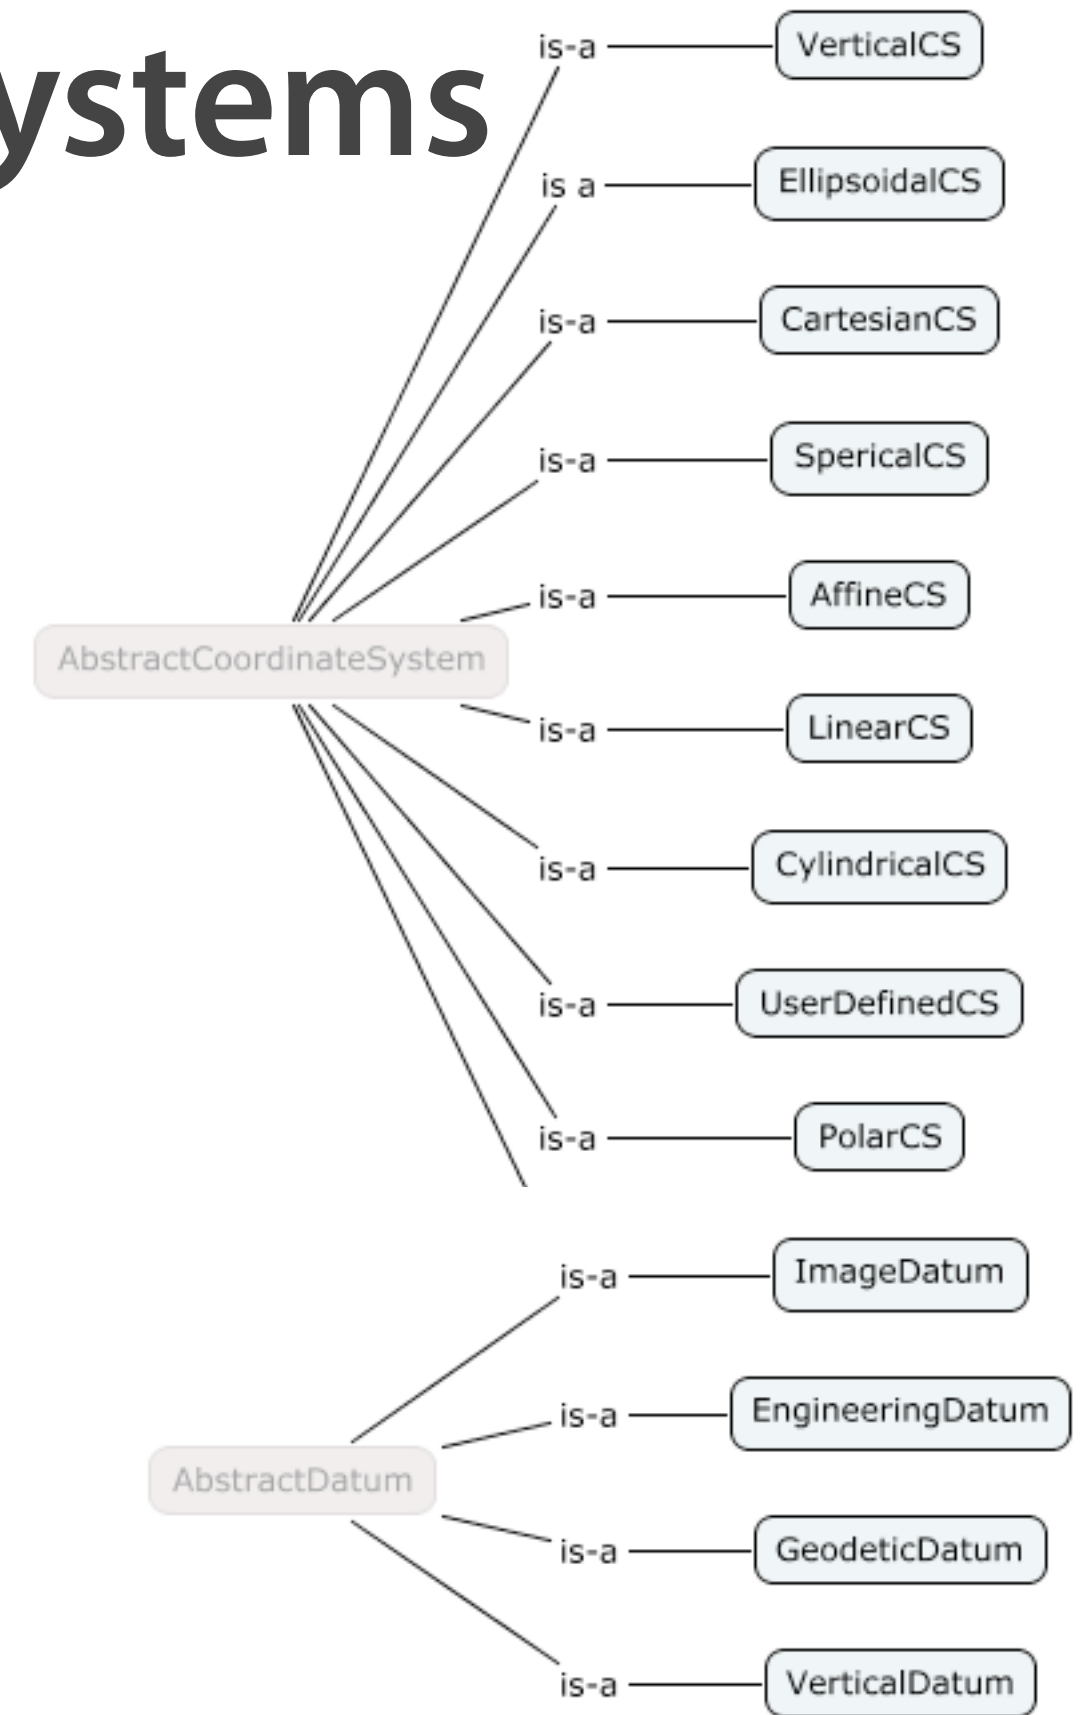 ystems
is-a VerticalCS
is a EllipsoidalCS
is-a CartesianCS
is-a SpericalCS
is-a AffineCS
AbstractCoordinateSystem
is-a LinearCS
is-a CylindricalCS
is-a UserDefinedCS
is-a PolarCS
is-a ImageDatum
is-a EngineeringDatum
AbstractDatum
is-a GeodeticDatum
is-a VerticalDatum